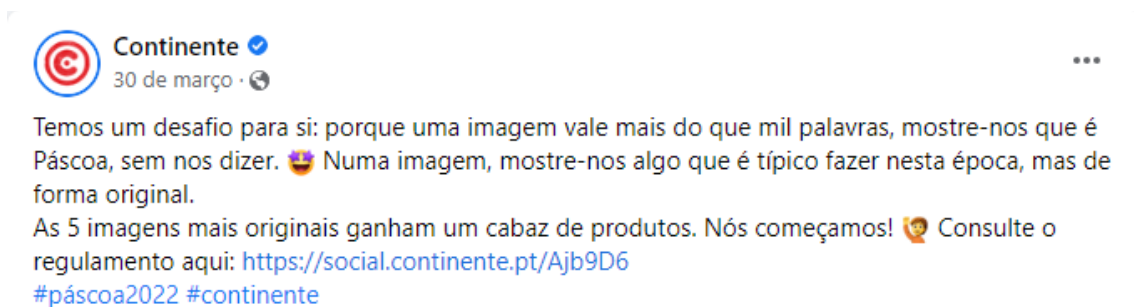 Continente
30 de março ·
Temos um desafio para si: porque uma imagem vale mais do que mil palavras, mostre-nos que é
Páscoa, sem nos dizer. 🤩 Numa imagem, mostre-nos algo que é típico fazer nesta época, mas de
forma original.
As 5 imagens mais originais ganham um cabaz de produtos. Nós começamos! 🙋 Consulte o
regulamento aqui: https://social.continente.pt/Ajb9D6
#páscoa2022 #continente